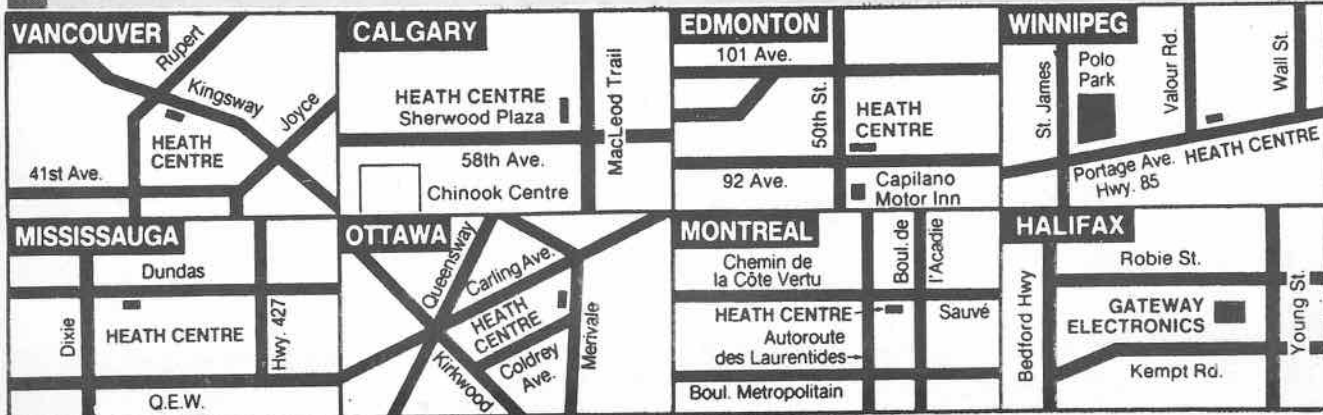 VANCOUVER
Rupert
Kingsway
Joyce
HEATH
CENTRE
41st Ave.
CALGARY
MacLeod Trail
HEATH CENTRE
Sherwood Plaza
58th Ave.
Chinook Centre
EDMONTON
101 Ave.
50th St.
HEATH
CENTRE
92 Ave.
Capilano
Motor Inn
WINNIPEG
St. James
Polo
Park
Valour Rd.
Wall St.
Portage Ave.
Hwy. 85
HEATH CENTRE
MISSISSAUGA
Dundas
Dixie
HEATH CENTRE
Hwy. 427
Q.E.W.
OTTAWA
Queensway
Carling Ave.
HEATH
CENTRE
Merivale
Kirkwood
Coldrey
Ave.
MONTREAL
Chemin de
la Côte Vertu
Boul. de
l'Acadie
HEATH CENTRE
Sauvé
Autoroute
des Laurentides
Boul. Metropolitain
HALIFAX
Robie St.
Bedford Hwy
GATEWAY
ELECTRONICS
Young St.
Kempt Rd.